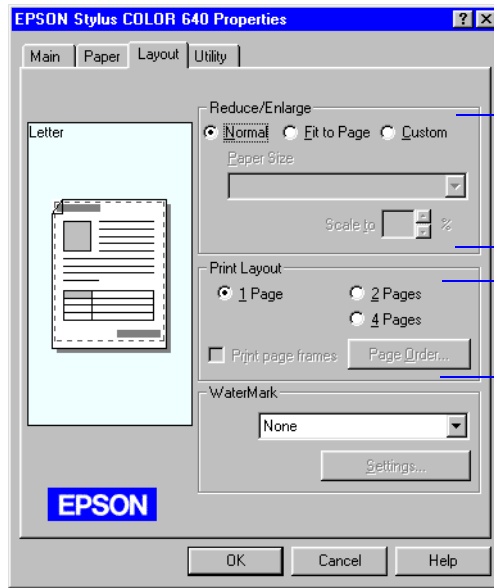 EPSON Stylus COLOR 640 Properties
Main Paper Layout Utility
Letter
Reduce/Enlarge
Normal Fit to Page Custom
Paper Size
Scale to %
Print Layout
1 Page 2 Pages
4 Pages
Print page frames Page Order...
WaterMark
None
Settings...
EPSON
OK Cancel Help